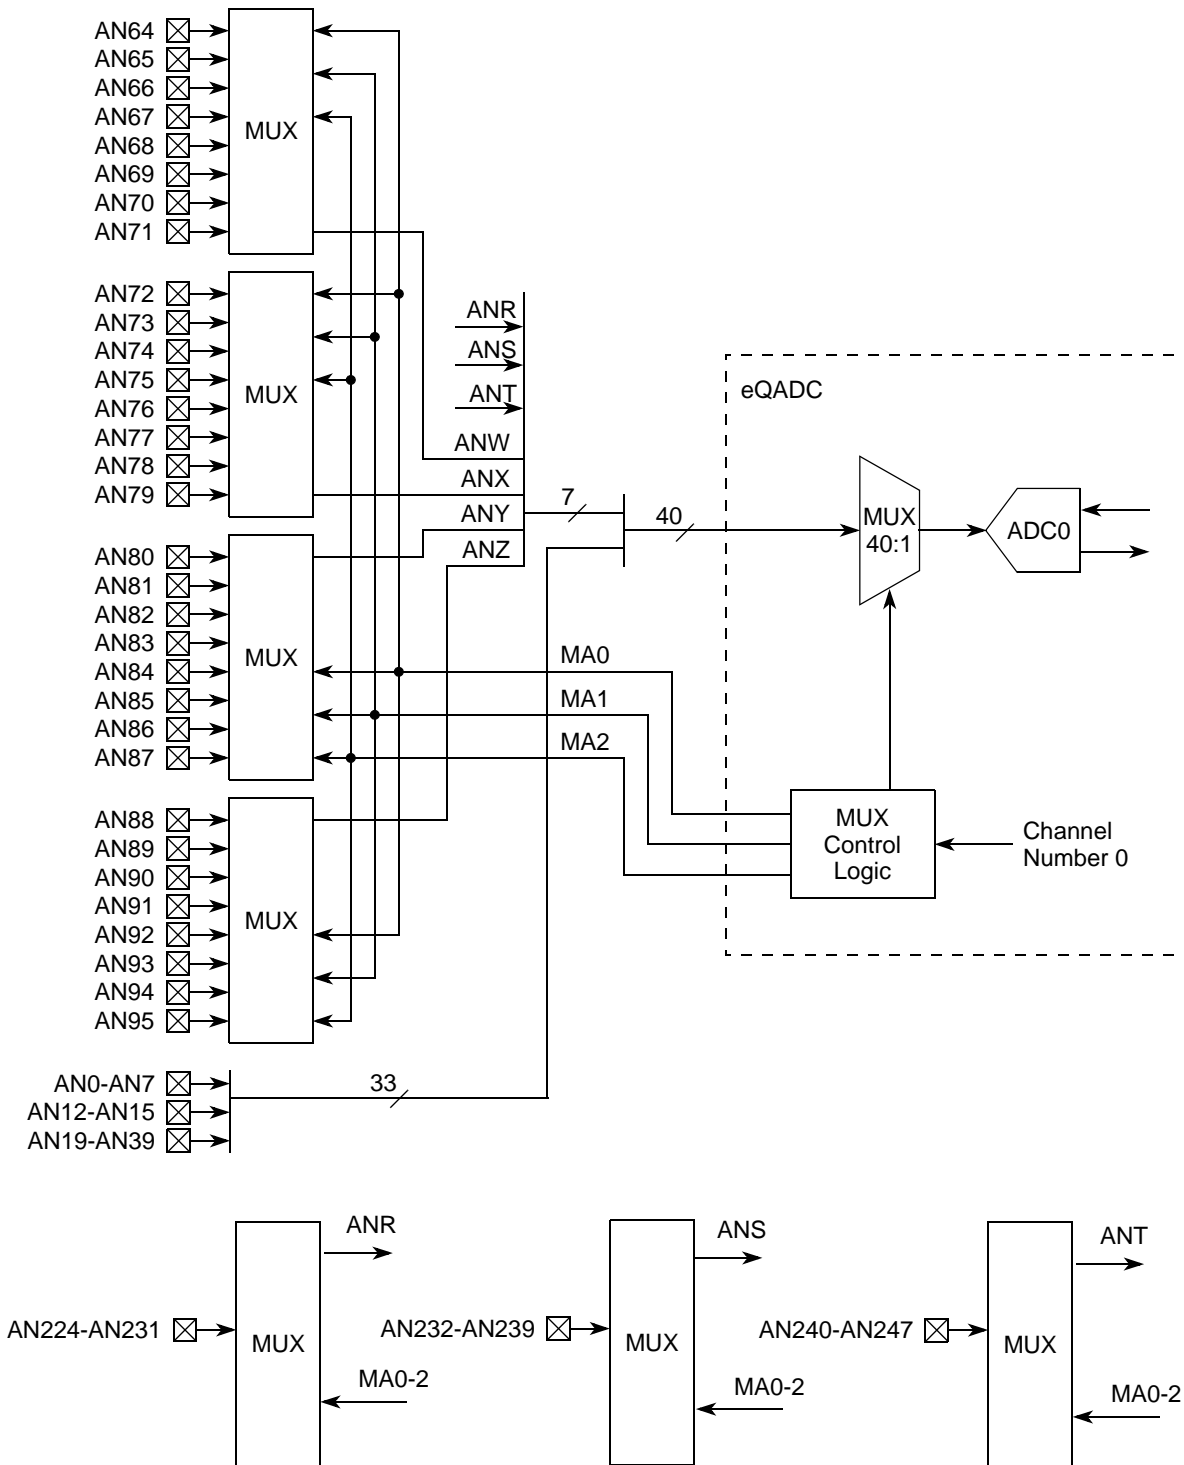 AN64
AN65
AN66
AN67
AN68
AN69
AN70
AN71
MUX
AN72
AN73
AN74
AN75
AN76
AN77
AN78
AN79
MUX
AN80
AN81
AN82
AN83
AN84
AN85
AN86
AN87
MUX
AN88
AN89
AN90
AN91
AN92
AN93
AN94
AN95
MUX
AN0-AN7
AN12-AN15
AN19-AN39
33
ANR
ANS
ANT
ANW
ANX
ANY
ANZ
7
40
MA0
MA1
MA2
eQADC
MUX
40:1
ADC0
MUX
Control
Logic
Channel
Number 0
AN224-AN231
MUX
ANR
MA0-2
AN232-AN239
MUX
ANS
MA0-2
AN240-AN247
MUX
ANT
MA0-2